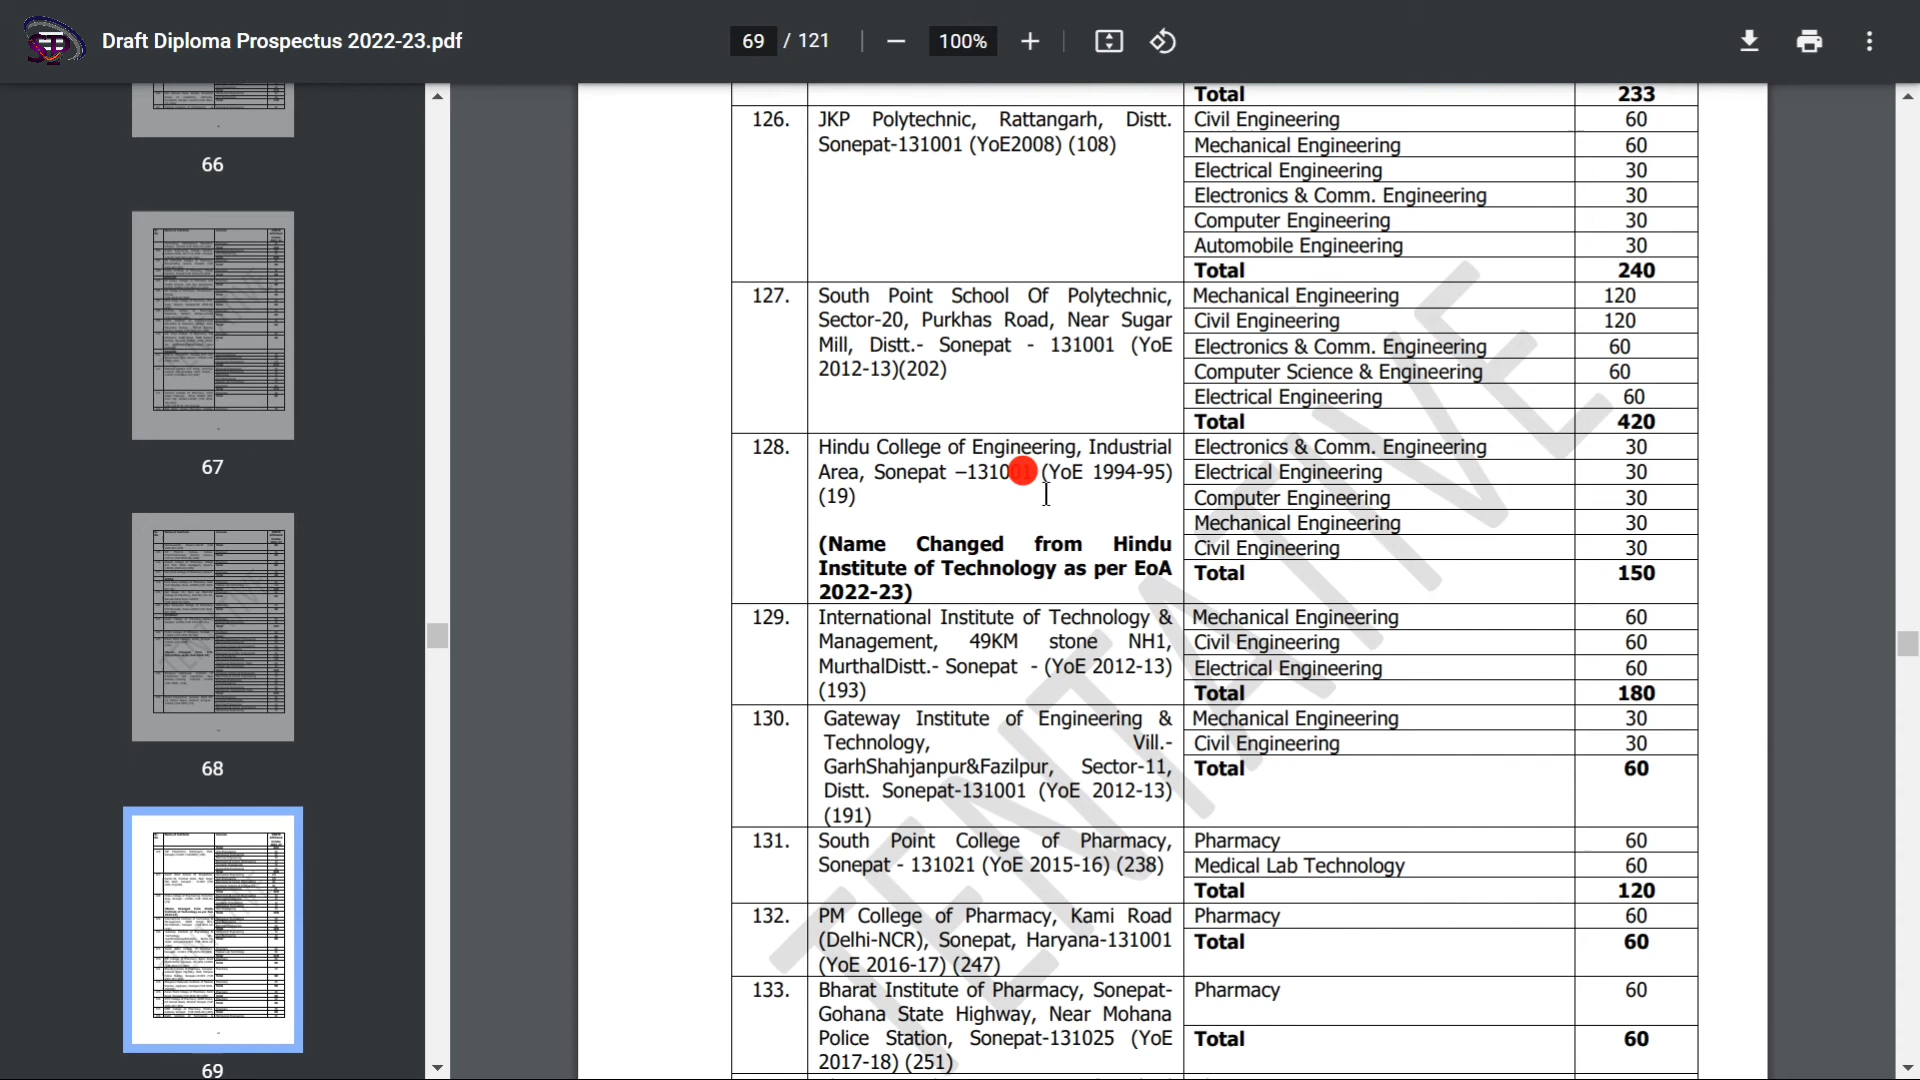 Draft Diploma Prospectus 2022-23.pdf
69 / 121
100%
66
67
68
69
Total 233
126. JKP Polytechnic, Rattangarh, Distt. Sonepat-131001 (YoE2008) (108)
Civil Engineering 60
Mechanical Engineering 60
Electrical Engineering 30
Electronics & Comm. Engineering 30
Computer Engineering 30
Automobile Engineering 30
Total 240
127. South Point School Of Polytechnic,
Sector-20, Purkhas Road, Near Sugar
Mill, Distt.- Sonepat - 131001 (YoE
2012-13)(202)
Mechanical Engineering 120
Civil Engineering 120
Electronics & Comm. Engineering 60
Computer Science & Engineering 60
Electrical Engineering 60
Total 420
128. Hindu College of Engineering, Industrial
Area, Sonepat –131001 (YoE 1994-95)
(19)
(Name Changed from Hindu
Institute of Technology as per EoA
2022-23)
Electronics & Comm. Engineering 30
Electrical Engineering 30
Computer Engineering 30
Mechanical Engineering 30
Civil Engineering 30
Total 150
129. International Institute of Technology &
Management, 49KM stone NH1,
MurthalDistt.- Sonepat - (YoE 2012-13)
(193)
Mechanical Engineering 60
Civil Engineering 60
Electrical Engineering 60
Total 180
130. Gateway Institute of Engineering &
Technology, Vill.-
GarhShahjanpur&Fazilpur, Sector-11,
Distt. Sonepat-131001 (YoE 2012-13)
(191)
Mechanical Engineering 30
Civil Engineering 30
Total 60
131. South Point College of Pharmacy,
Sonepat - 131021 (YoE 2015-16) (238)
Pharmacy 60
Medical Lab Technology 60
Total 120
132. PM College of Pharmacy, Kami Road
(Delhi-NCR), Sonepat, Haryana-131001
(YoE 2016-17) (247)
Pharmacy 60
Total 60
133. Bharat Institute of Pharmacy, Sonepat-
Gohana State Highway, Near Mohana
Police Station, Sonepat-131025 (YoE
2017-18) (251)
Pharmacy 60
Total 60
TENTATIVE